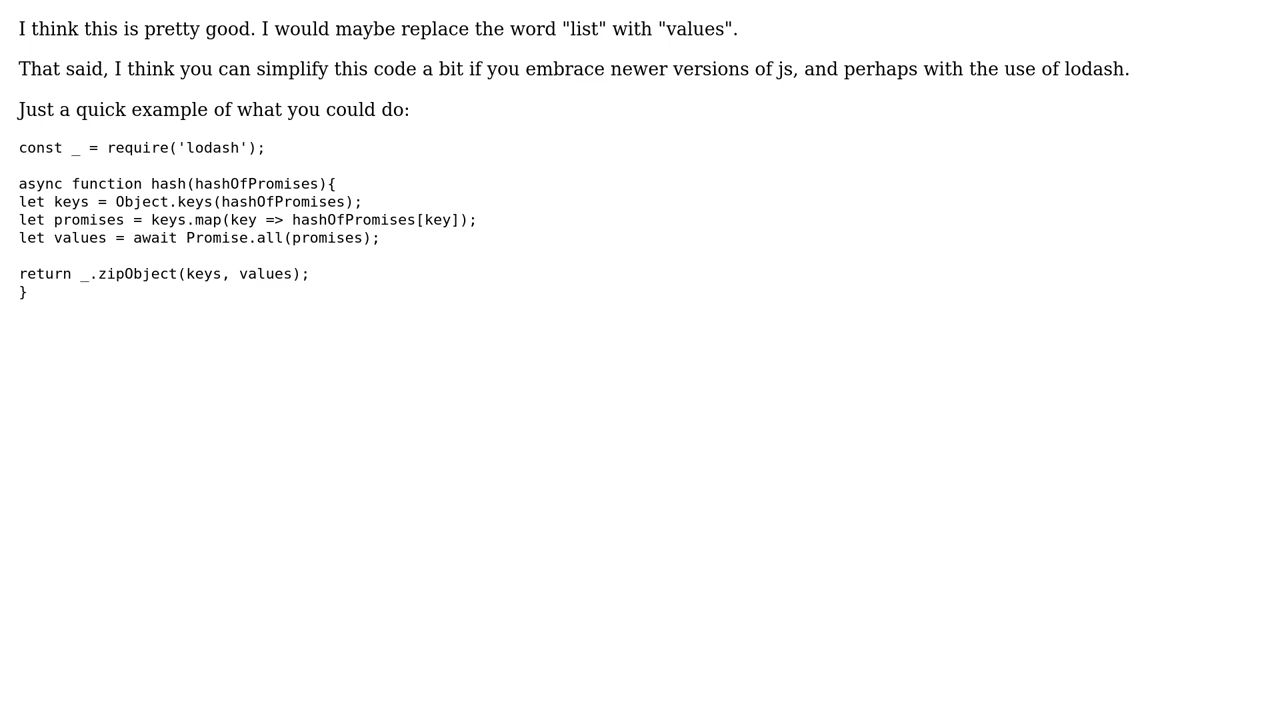 I think this is pretty good. I would maybe replace the word "list" with "values".
That said, I think you can simplify this code a bit if you embrace newer versions of js, and perhaps with the use of lodash.
Just a quick example of what you could do:
const _ = require('lodash');
async function hash(hashOfPromises){
let keys = Object.keys(hashOfPromises);
let promises = keys.map(key => hashOfPromises[key]);
let values = await Promise.all(promises);
return _.zipObject(keys, values);
}